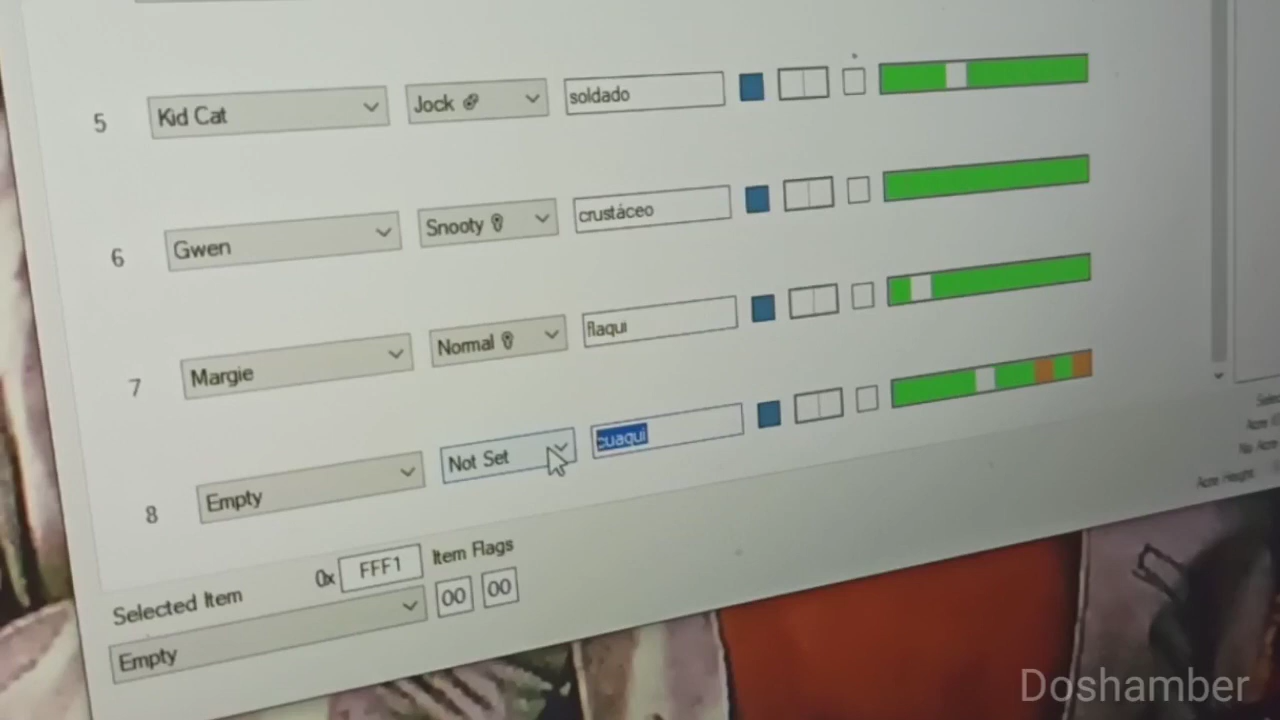 5 Kid Cat Jock soldado
6 Gwen Snooty crustáceo
7 Margie Normal flaqui
8 Empty Not Set cuaqui
Selected Item 0x FFF1 Item Flags
Empty 00 00
Doshamber